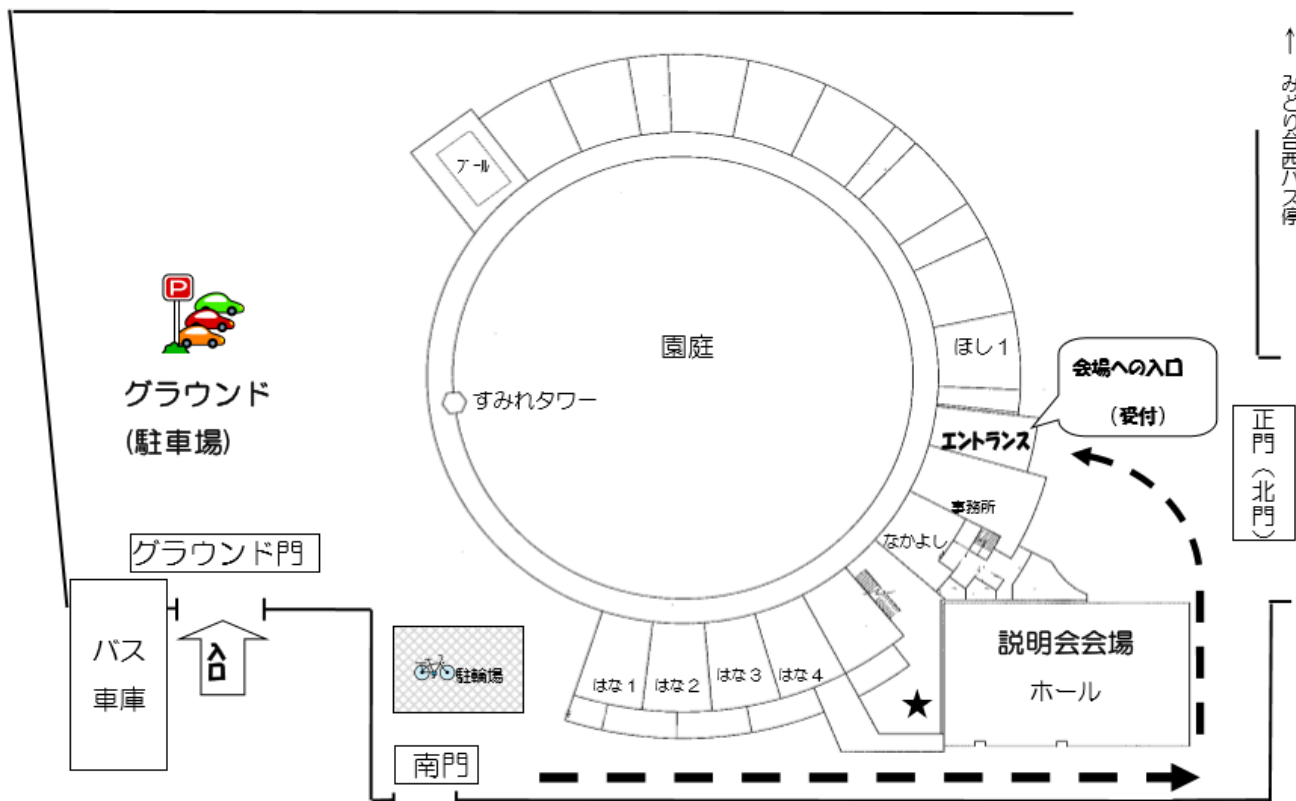 ↑ みどり台西バス停
プール
P
園庭
ほし1
会場への入口
(受付)
グラウンド
(駐車場)
すみれタワー
エントランス
正門(北門)
事務所
グラウンド門
なかよし
バス
車庫
入口
駐輪場
はな1
はな2
はな3
はな4
説明会会場
ホール
★
南門